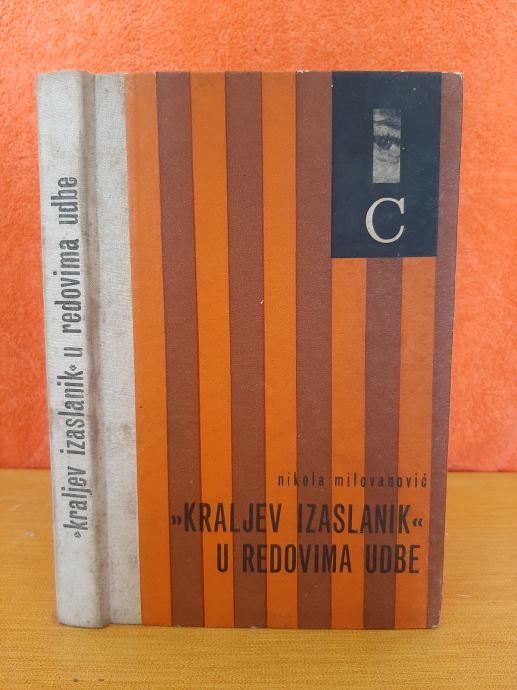 »kraljev izaslanik« u redovima udbe
C
nikola milovanović
»KRALJEV IZASLANIK«
U REDOVIMA UDBE